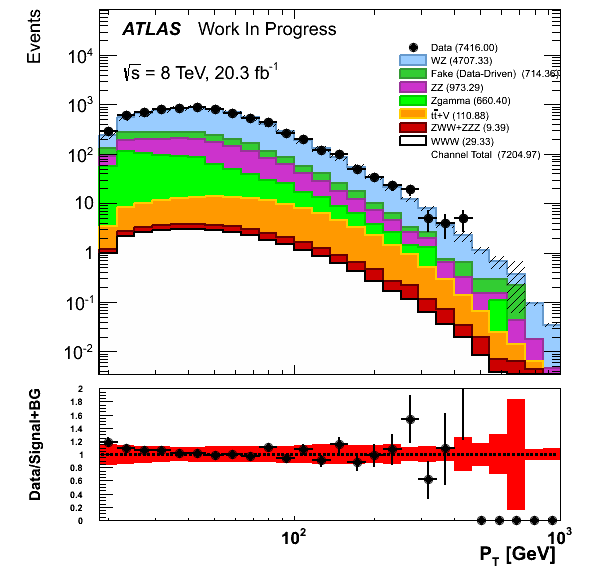 Events
ATLAS Work In Progress
√s = 8 TeV, 20.3 fb⁻¹
Data (7416.00)
WZ (4707.33)
Fake (Data-Driven) (714.36)
ZZ (973.29)
Zgamma (660.40)
tt̄+V (110.88)
ZWW+ZZZ (9.39)
WWW (29.33)
Channel Total (7204.97)
10⁴
10³
10²
10
1
10⁻¹
10⁻²
Data/Signal+BG
2
1.8
1.6
1.4
1.2
1
0.8
0.6
0.4
0.2
0
10² 10³
P_T [GeV]